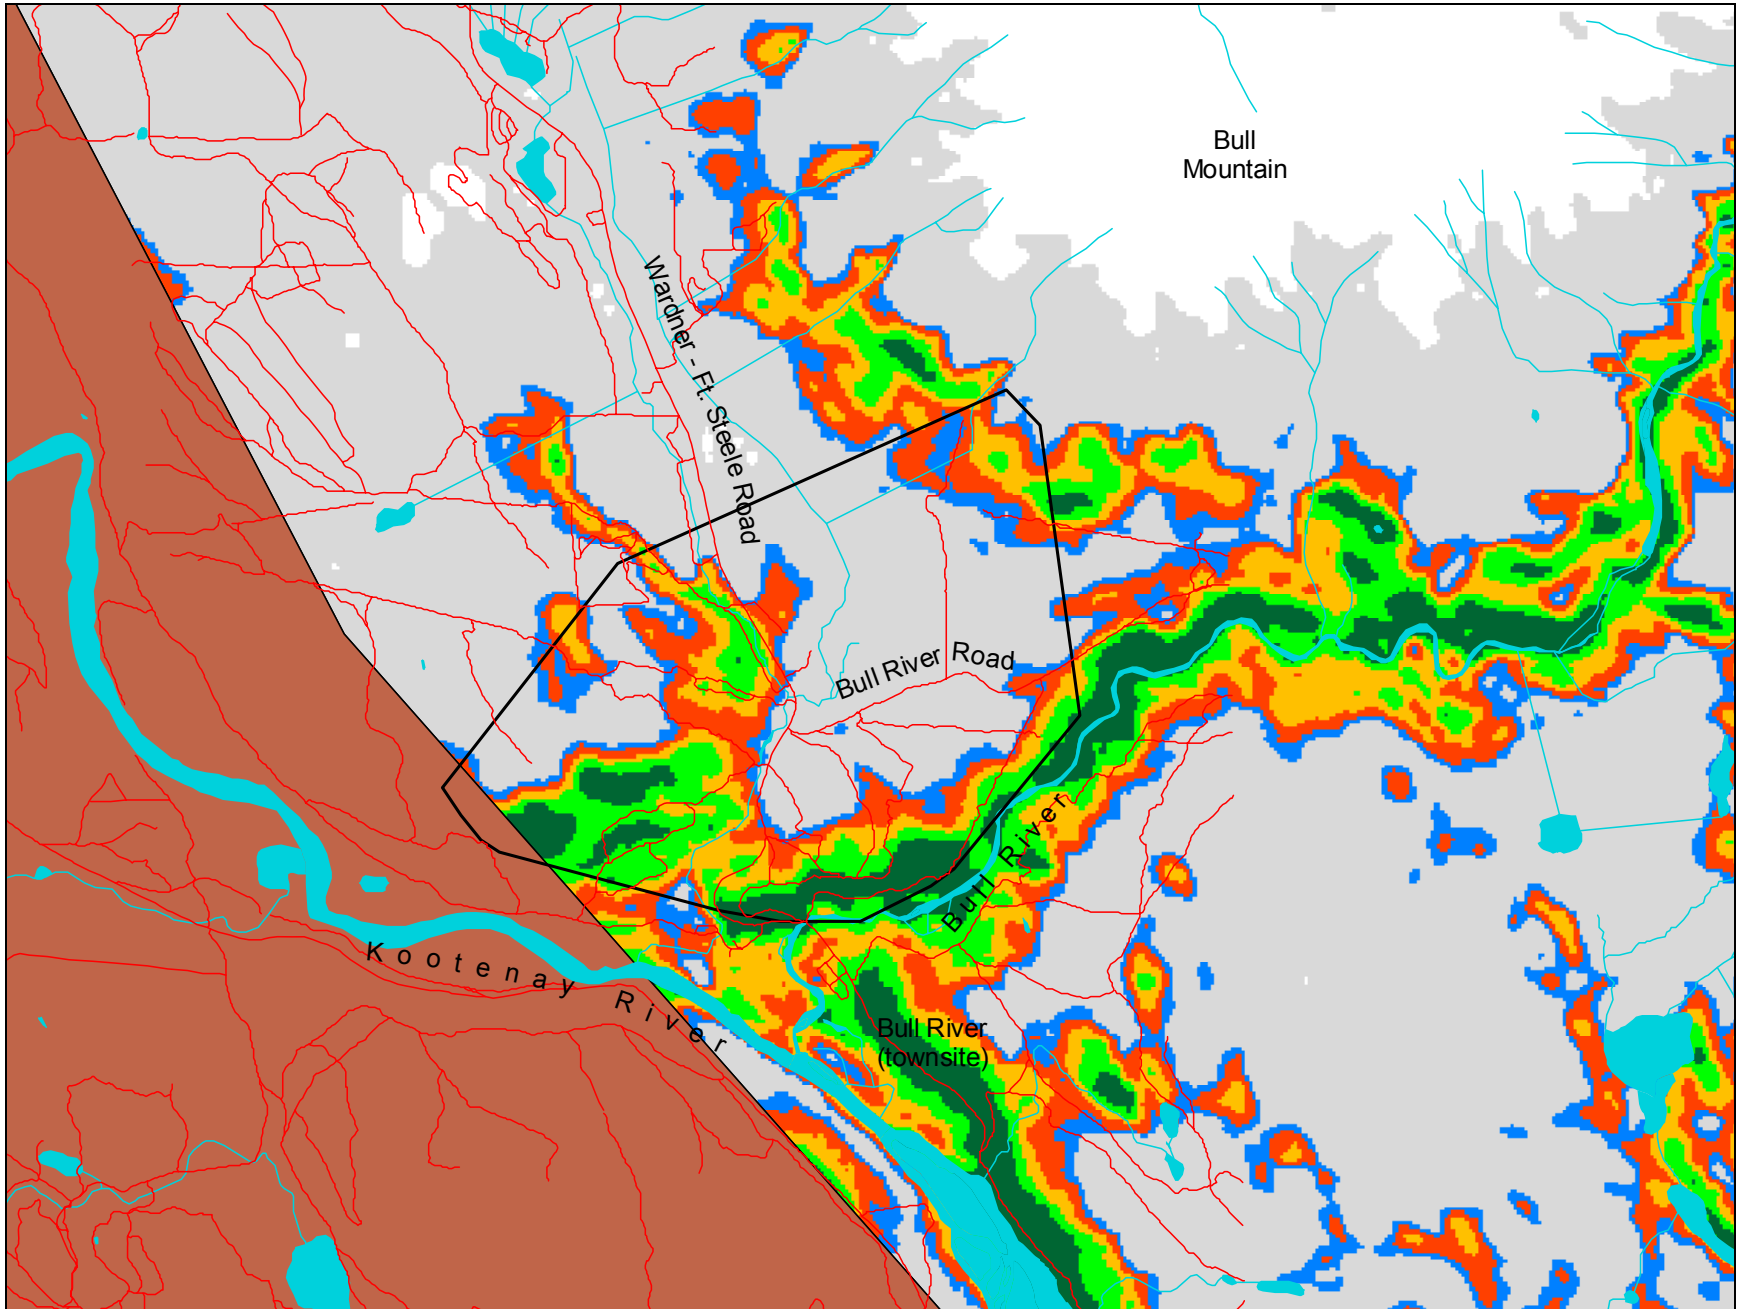 Bull
Mountain
Wardner - Ft. Steele Road
Bull River Road
Bull River
Kootenay River
Bull River
(townsite)